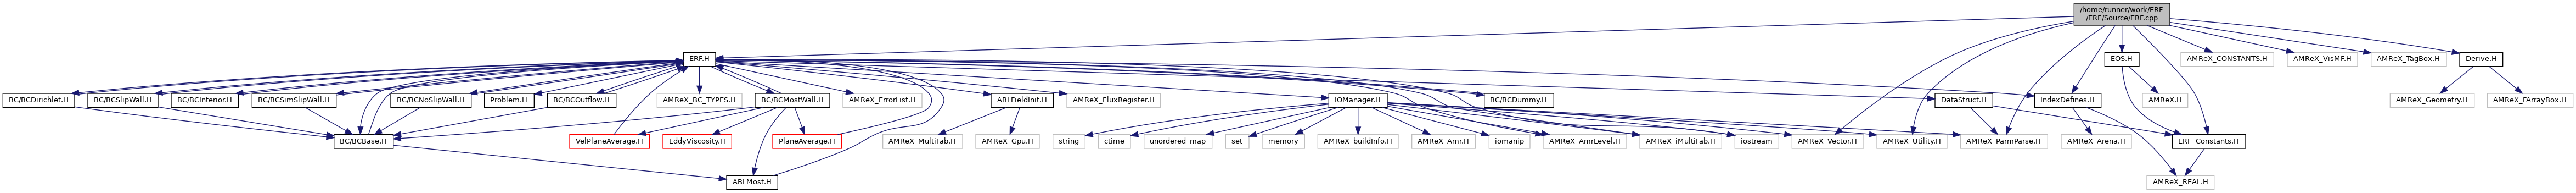 /home/runner/work/ERF
/ERF/Source/ERF.cpp
ERF.H
EOS.H
AMReX_CONSTANTS.H
AMReX_VisMF.H
AMReX_TagBox.H
Derive.H
BC/BCDirichlet.H
BC/BCSlipWall.H
BC/BCInterior.H
BC/BCSimSlipWall.H
BC/BCNoSlipWall.H
Problem.H
BC/BCOutflow.H
AMReX_BC_TYPES.H
BC/BCMostWall.H
AMReX_ErrorList.H
ABLFieldInit.H
AMReX_FluxRegister.H
IOManager.H
BC/BCDummy.H
DataStruct.H
IndexDefines.H
AMReX.H
AMReX_Geometry.H
AMReX_FArrayBox.H
BC/BCBase.H
VelPlaneAverage.H
EddyViscosity.H
PlaneAverage.H
AMReX_MultiFab.H
AMReX_Gpu.H
string
ctime
unordered_map
set
memory
AMReX_buildInfo.H
AMReX_Amr.H
iomanip
AMReX_AmrLevel.H
AMReX_iMultiFab.H
iostream
AMReX_Vector.H
AMReX_Utility.H
AMReX_ParmParse.H
AMReX_Arena.H
ERF_Constants.H
ABLMost.H
AMReX_REAL.H